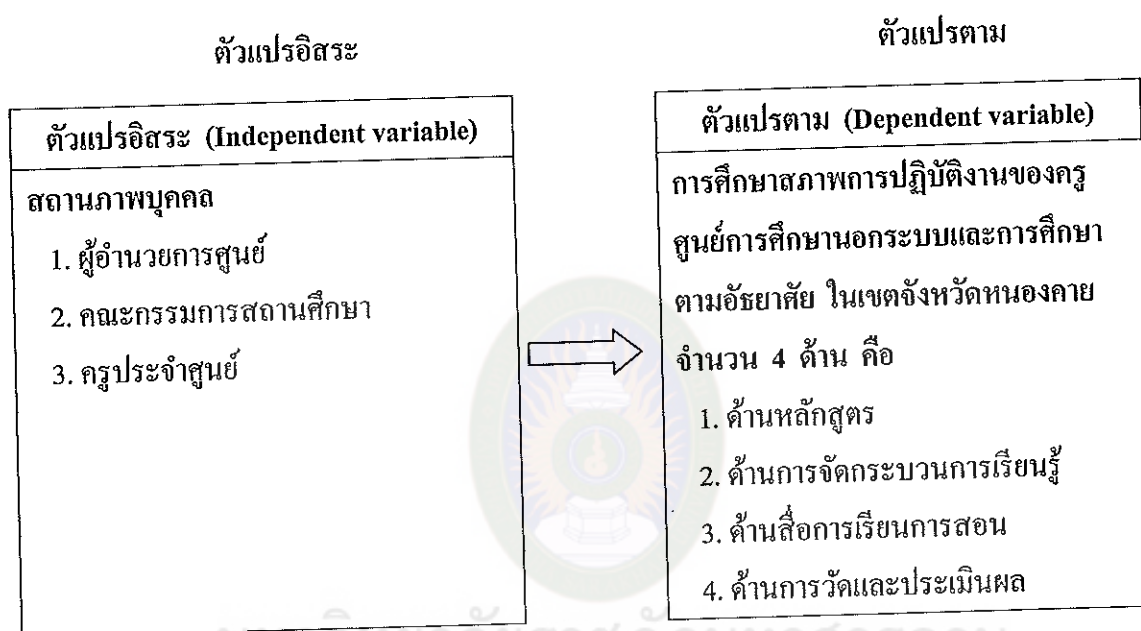 ตัวแปรอิสระ
ตัวแปรอิสระ (Independent variable)
สถานภาพบุคคล
1. ผู้อำนวยการศูนย์
2. คณะกรรมการสถานศึกษา
3. ครูประจำศูนย์
ตัวแปรตาม
ตัวแปรตาม (Dependent variable)
การศึกษาสภาพการปฏิบัติงานของครู
ศูนย์การศึกษานอกระบบและการศึกษา
ตามอัธยาศัย ในเขตจังหวัดหนองคาย
จำนวน 4 ด้าน คือ
1. ด้านหลักสูตร
2. ด้านการจัดกระบวนการเรียนรู้
3. ด้านสื่อการเรียนการสอน
4. ด้านการวัดและประเมินผล